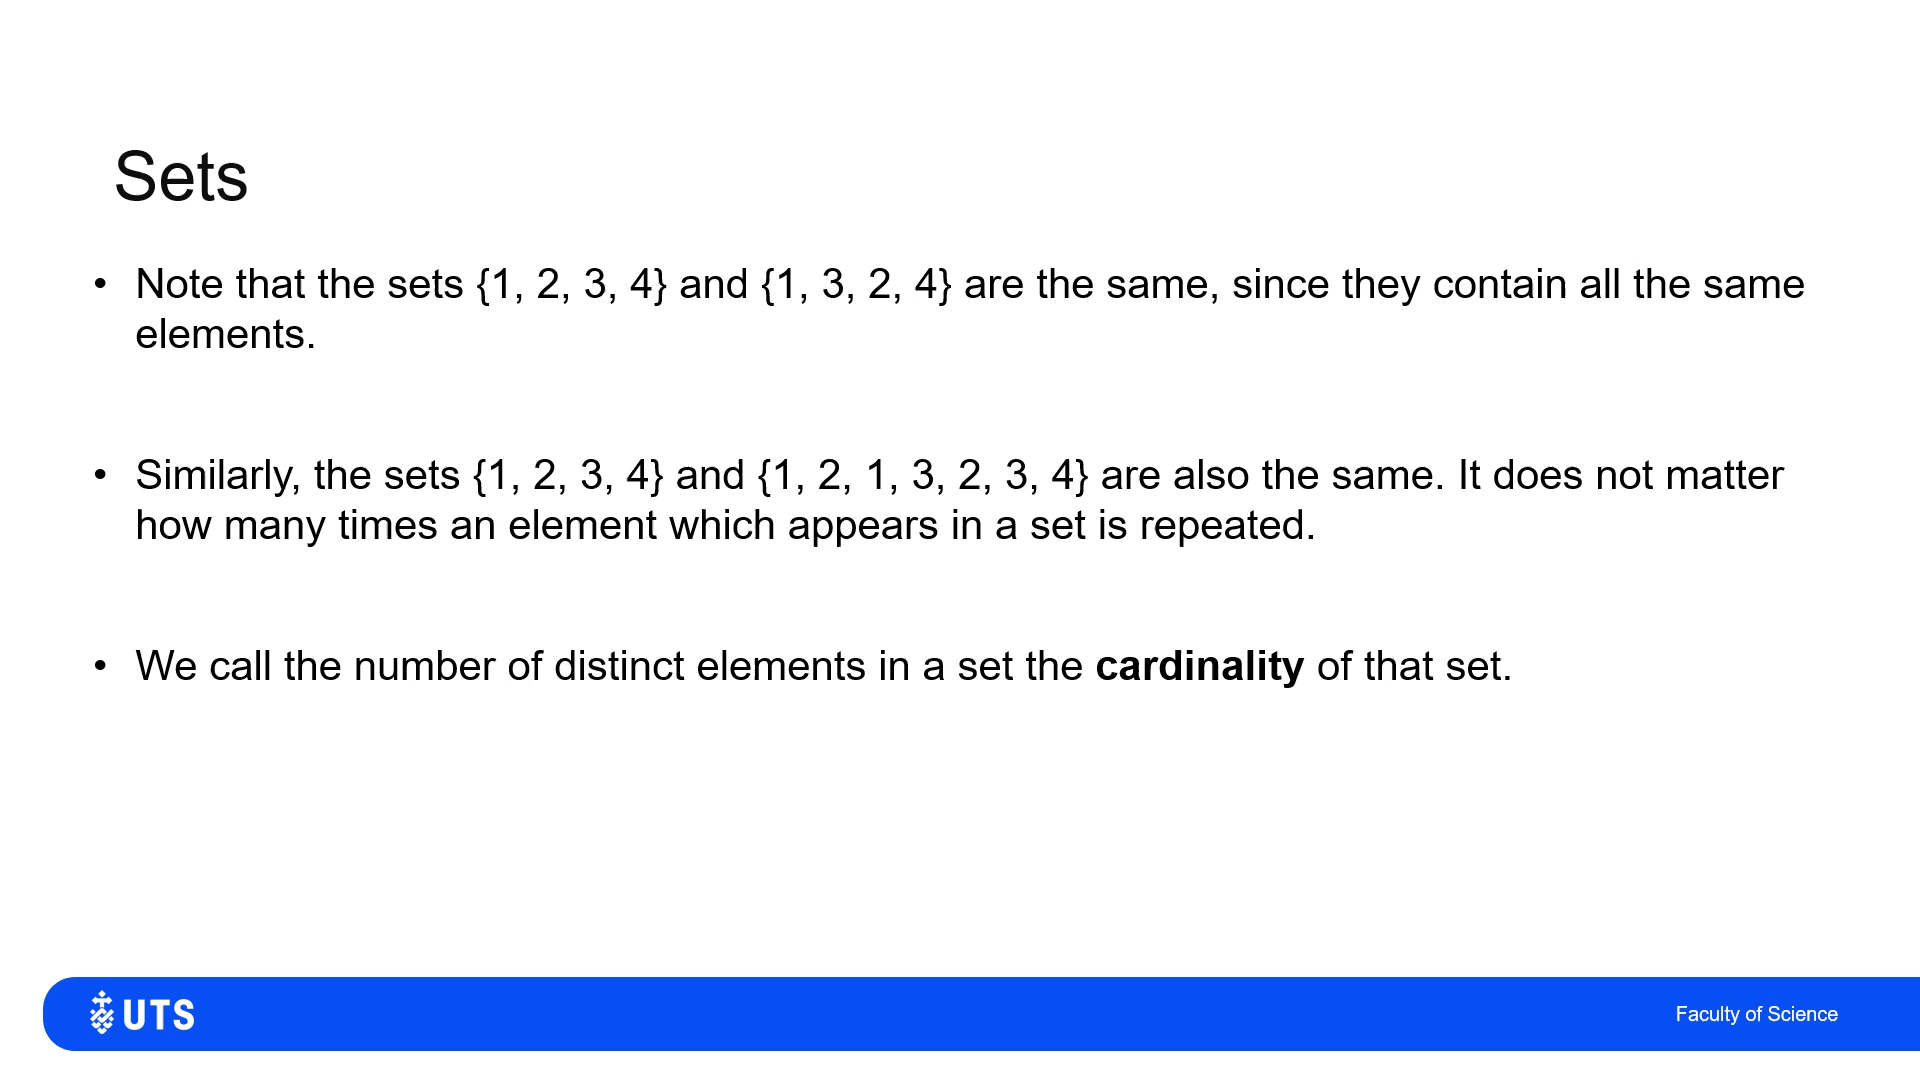 Sets
• Note that the sets {1, 2, 3, 4} and {1, 3, 2, 4} are the same, since they contain all the same
elements.
• Similarly, the sets {1, 2, 3, 4} and {1, 2, 1, 3, 2, 3, 4} are also the same. It does not matter
how many times an element which appears in a set is repeated.
• We call the number of distinct elements in a set the cardinality of that set.
UTS
Faculty of Science